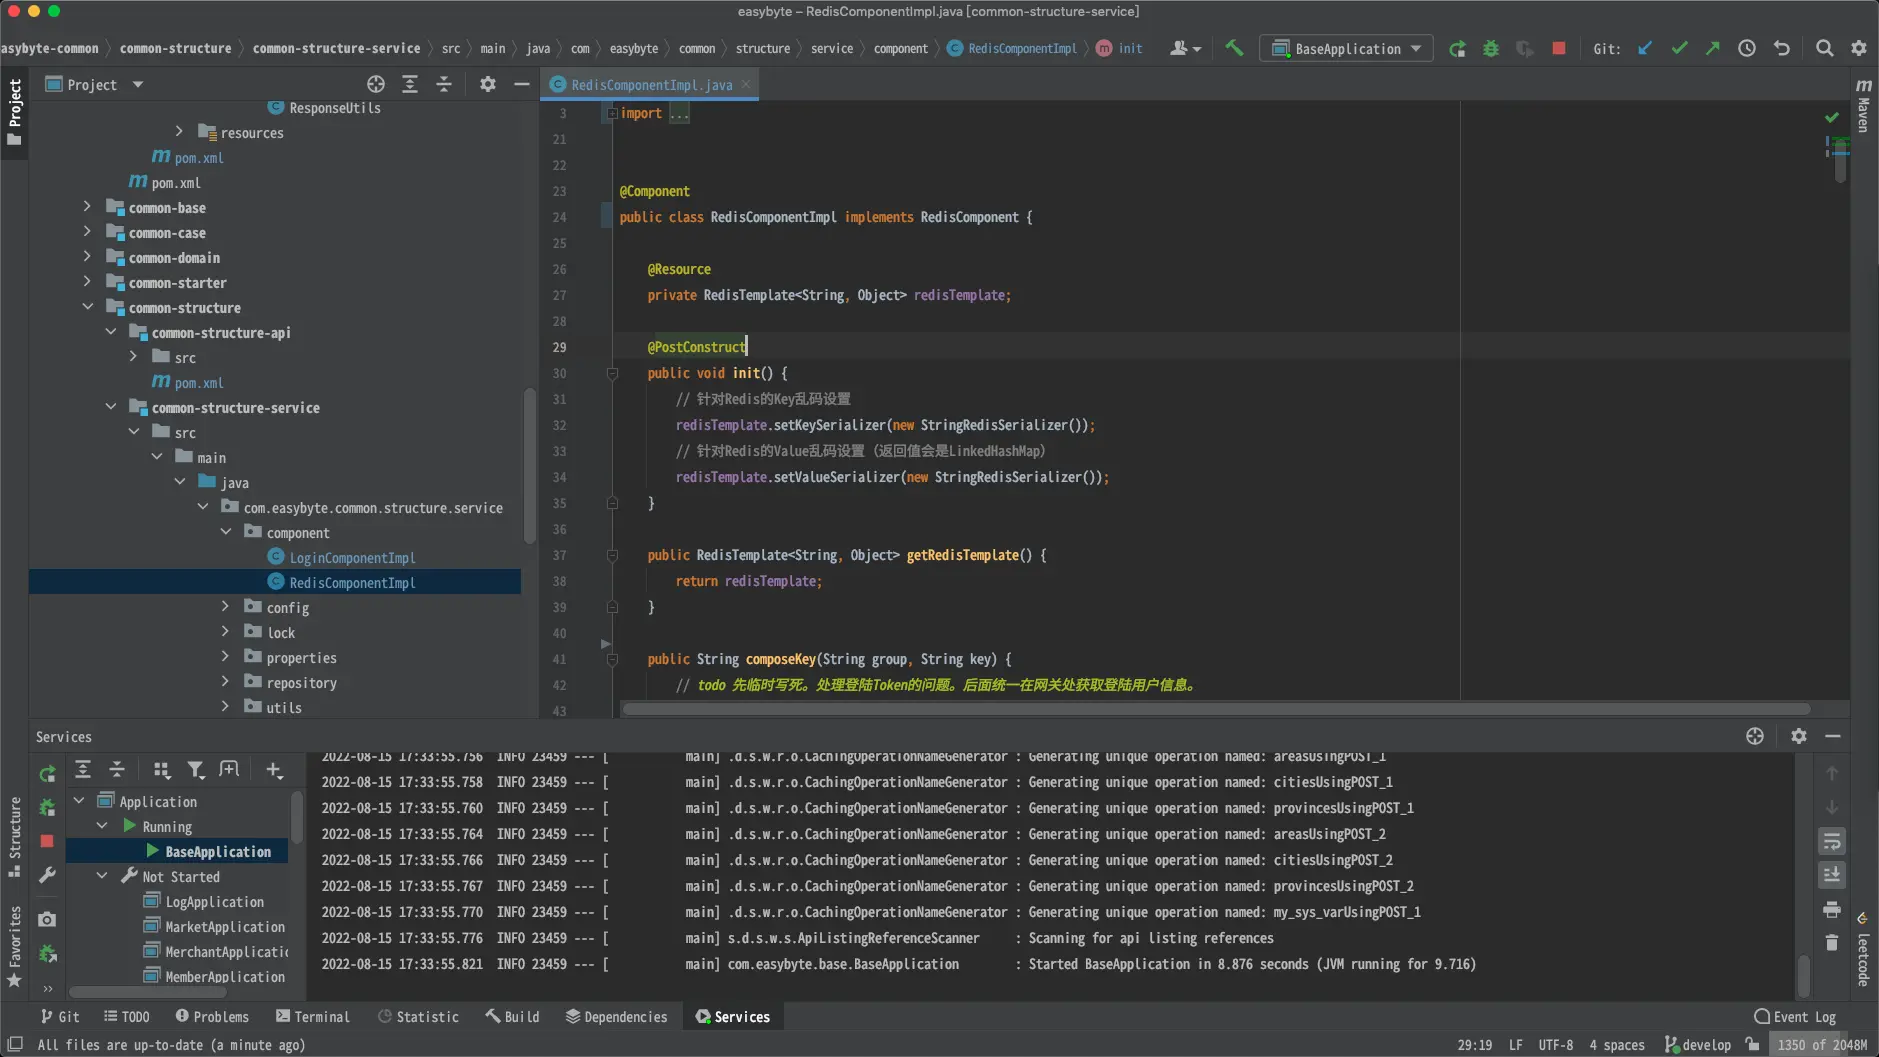 easybyte – RedisComponentImpl.java [common-structure-service]
asybyte-common common-structure common-structure-service src main java com easybyte common structure service component RedisComponentImpl init BaseApplication Git:
Project
RedisComponentImpl.java
Project
Maven
ResponseUtils
resources
pom.xml
pom.xml
common-base
common-case
common-domain
common-starter
common-structure
common-structure-api
src
pom.xml
common-structure-service
src
main
java
com.easybyte.common.structure.service
component
LoginComponentImpl
RedisComponentImpl
config
lock
properties
repository
utils
3 import ...
21
22
23 @Component
24 public class RedisComponentImpl implements RedisComponent {
25
26 @Resource
27 private RedisTemplate<String, Object> redisTemplate;
28
29 @PostConstruct
30 public void init() {
31 // 针对Redis的Key乱码设置
32 redisTemplate.setKeySerializer(new StringRedisSerializer());
33 // 针对Redis的Value乱码设置（返回值会是LinkedHashMap）
34 redisTemplate.setValueSerializer(new StringRedisSerializer());
35 }
36
37 public RedisTemplate<String, Object> getRedisTemplate() {
38 return redisTemplate;
39 }
40
41 public String composeKey(String group, String key) {
42 // todo 先临时写死。处理登陆Token的问题。后面统一在网关处获取登陆用户信息。
43
Services
Application
Running
BaseApplication
Not Started
LogApplication
MarketApplication
MerchantApplicatic
MemberApplication
2022-08-15 17:33:55.756 INFO 23459 --- [ main] .d.s.w.r.o.CachingOperationNameGenerator : Generating unique operation named: areasUsingPOST_1
2022-08-15 17:33:55.758 INFO 23459 --- [ main] .d.s.w.r.o.CachingOperationNameGenerator : Generating unique operation named: citiesUsingPOST_1
2022-08-15 17:33:55.760 INFO 23459 --- [ main] .d.s.w.r.o.CachingOperationNameGenerator : Generating unique operation named: provincesUsingPOST_1
2022-08-15 17:33:55.764 INFO 23459 --- [ main] .d.s.w.r.o.CachingOperationNameGenerator : Generating unique operation named: areasUsingPOST_2
2022-08-15 17:33:55.766 INFO 23459 --- [ main] .d.s.w.r.o.CachingOperationNameGenerator : Generating unique operation named: citiesUsingPOST_2
2022-08-15 17:33:55.767 INFO 23459 --- [ main] .d.s.w.r.o.CachingOperationNameGenerator : Generating unique operation named: provincesUsingPOST_2
2022-08-15 17:33:55.770 INFO 23459 --- [ main] .d.s.w.r.o.CachingOperationNameGenerator : Generating unique operation named: my_sys_varUsingPOST_1
2022-08-15 17:33:55.776 INFO 23459 --- [ main] s.d.s.w.s.ApiListingReferenceScanner : Scanning for api listing references
2022-08-15 17:33:55.821 INFO 23459 --- [ main] com.easybyte.base.BaseApplication : Started BaseApplication in 8.876 seconds (JVM running for 9.716)
Structure
Favorites
Leetcode
Git TODO Problems Terminal Statistic Build Dependencies Services Event Log
All files are up-to-date (a minute ago) 29:19 LF UTF-8 4 spaces develop 1350 of 2048M